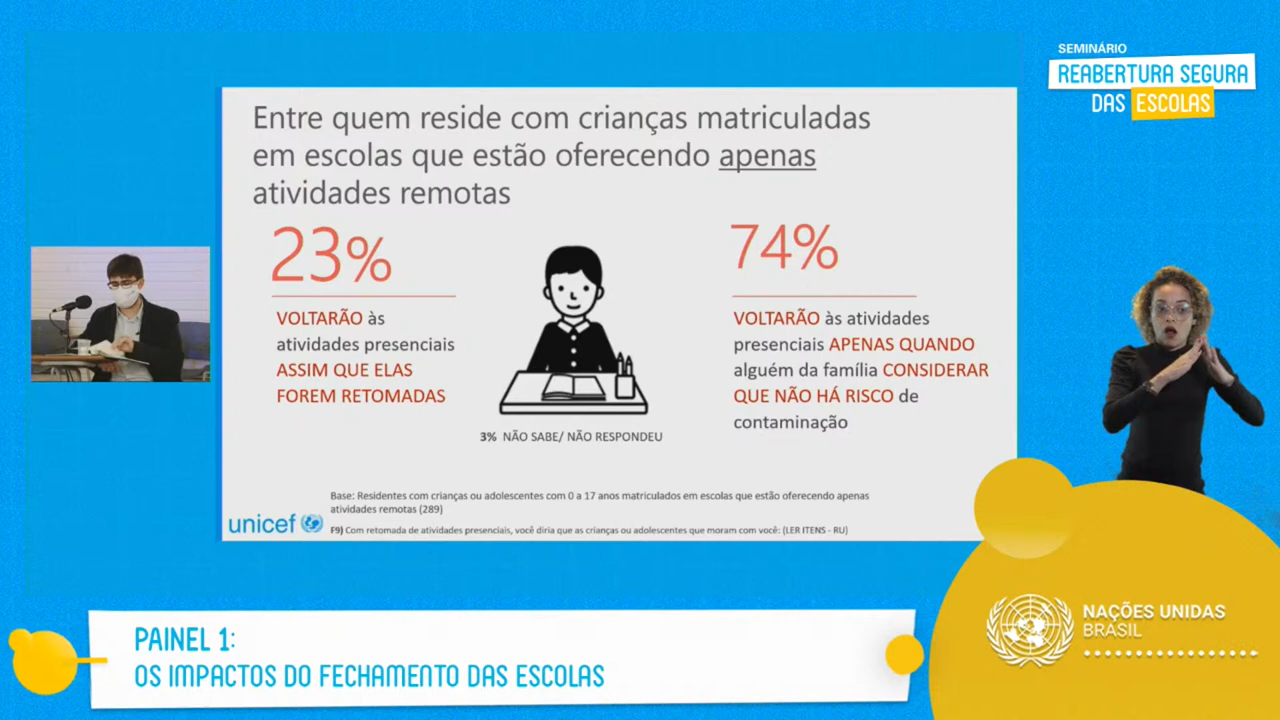 SEMINÁRIO
REABERTURA SEGURA
DAS ESCOLAS
Entre quem reside com crianças matriculadas
em escolas que estão oferecendo apenas
atividades remotas
23%
VOLTARÃO às
atividades presenciais
ASSIM QUE ELAS
FOREM RETOMADAS
74%
VOLTARÃO às atividades
presenciais APENAS QUANDO
alguém da família CONSIDERAR
QUE NÃO HÁ RISCO de
contaminação
3% NÃO SABE/ NÃO RESPONDEU
Base: Residentes com crianças ou adolescentes com 0 a 17 anos matriculados em escolas que estão oferecendo apenas
atividades remotas (289)
unicef
F9) Com retomada de atividades presenciais, você diria que as crianças ou adolescentes que moram com você: (LER ITENS - RU)
PAINEL 1:
OS IMPACTOS DO FECHAMENTO DAS ESCOLAS
NAÇÕES UNIDAS
BRASIL